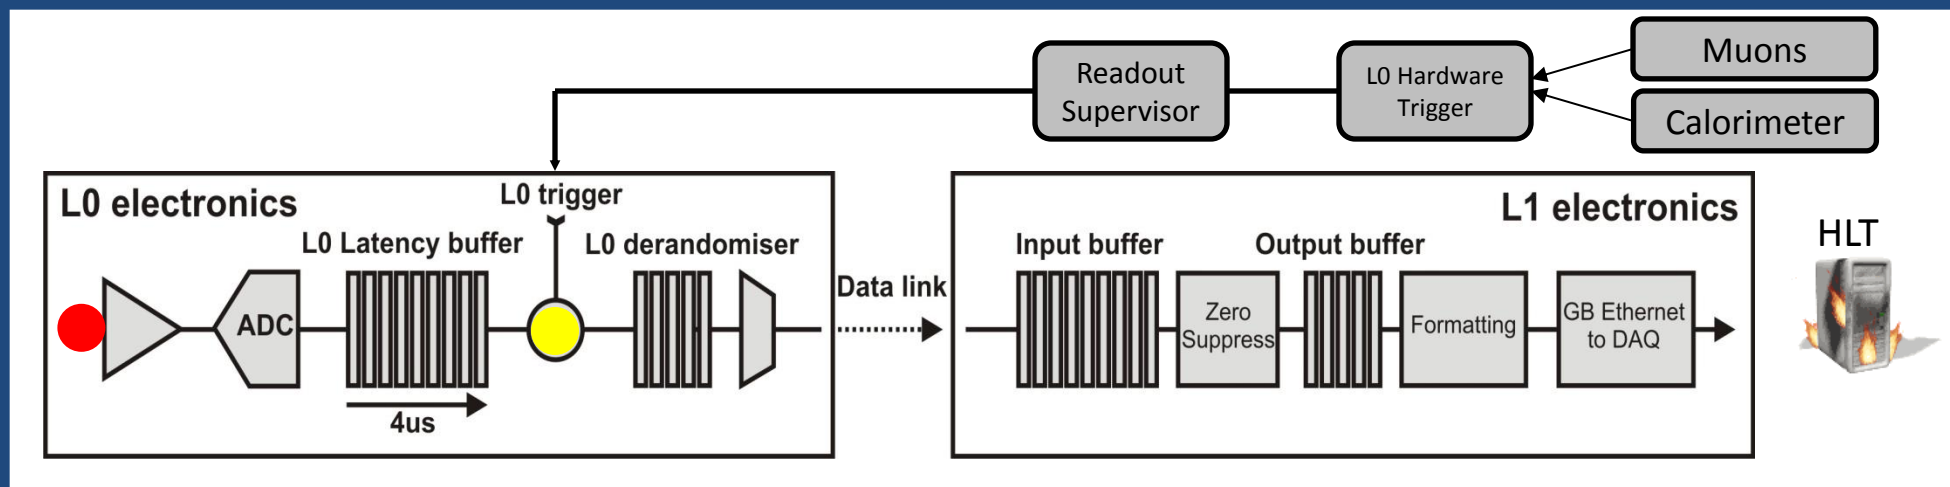 Muons
Readout
Supervisor
L0 Hardware
Trigger
Calorimeter
L0 electronics
L0 trigger
L0 Latency buffer
L0 derandomiser
ADC
4us
Data link
L1 electronics
Input buffer
Output buffer
Zero
Suppress
Formatting
GB Ethernet
to DAQ
HLT